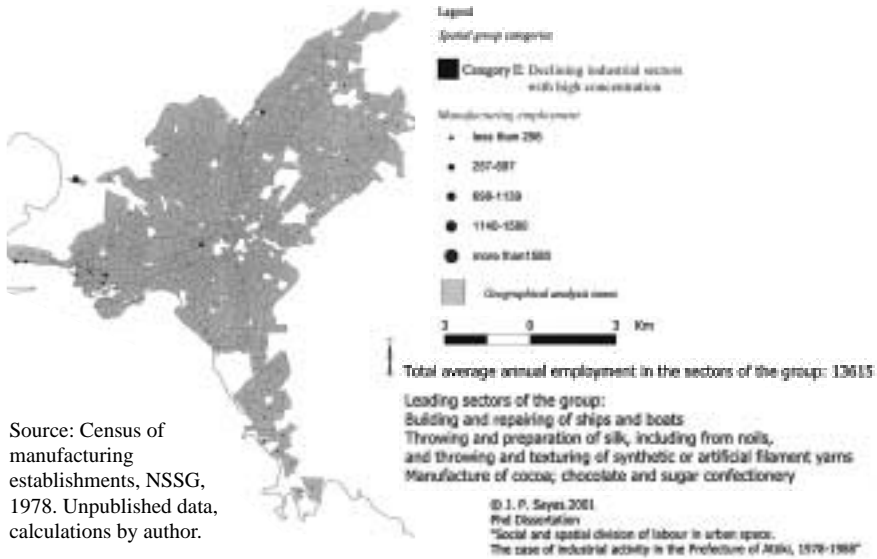 Legend
Spatial group categories
Category II: Declining industrial sectors
with high concentration
Manufacturing employment
less than 256
257-697
698-1139
1140-1580
more than 1580
Geographical analysis zones
3 0 3 Km
Total average annual employment in the sectors of the group: 13615
Leading sectors of the group:
Building and repairing of ships and boats
Throwing and preparation of silk, including from noils,
and throwing and texturing of synthetic or artificial filament yarns
Manufacture of cocoa; chocolate and sugar confectionery
Source: Census of
manufacturing
establishments, NSSG,
1978. Unpublished data,
calculations by author.
© J. P. Sayas 2001
Phd Dissertation
"Social and spatial division of labour in urban space.
The case of industrial activity in the Prefecture of Attiki, 1978-1988"